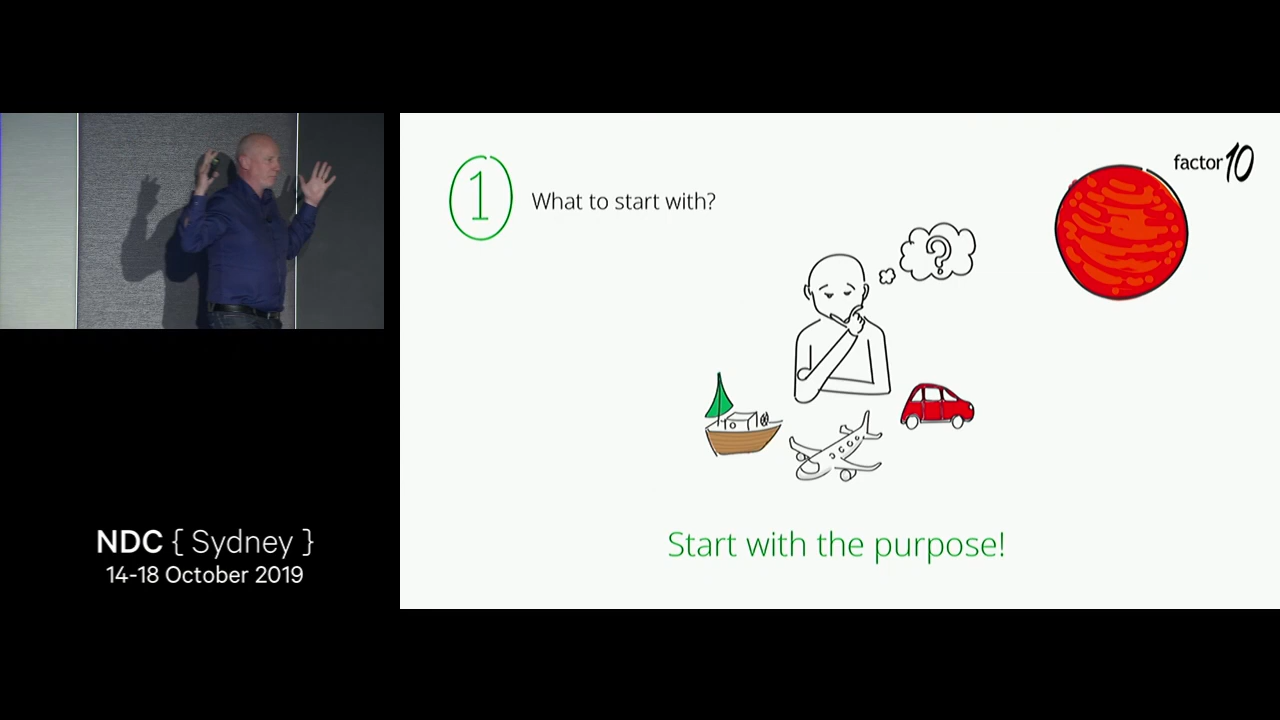 1
What to start with?
factor10
?
Start with the purpose!
NDC { Sydney }
14-18 October 2019